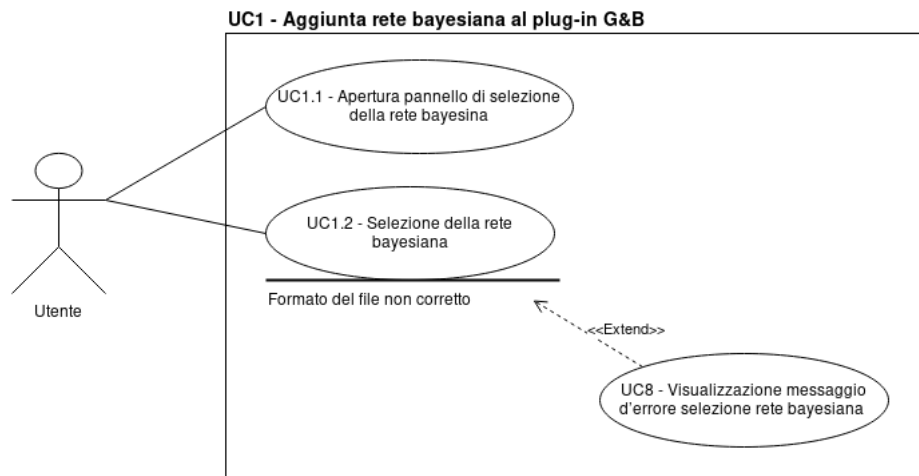 UC1 - Aggiunta rete bayesiana al plug-in G&B
UC1.1 - Apertura pannello di selezione
della rete bayesina
UC1.2 - Selezione della rete
bayesiana
Formato del file non corretto
Utente
<<Extend>>
UC8 - Visualizzazione messaggio
d'errore selezione rete bayesiana